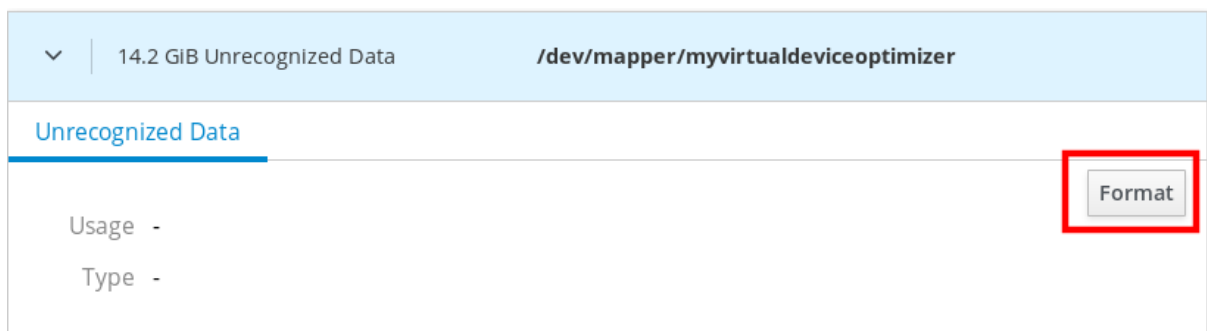 14.2 GiB Unrecognized Data /dev/mapper/myvirtualdeviceoptimizer
Unrecognized Data
Format
Usage -
Type -